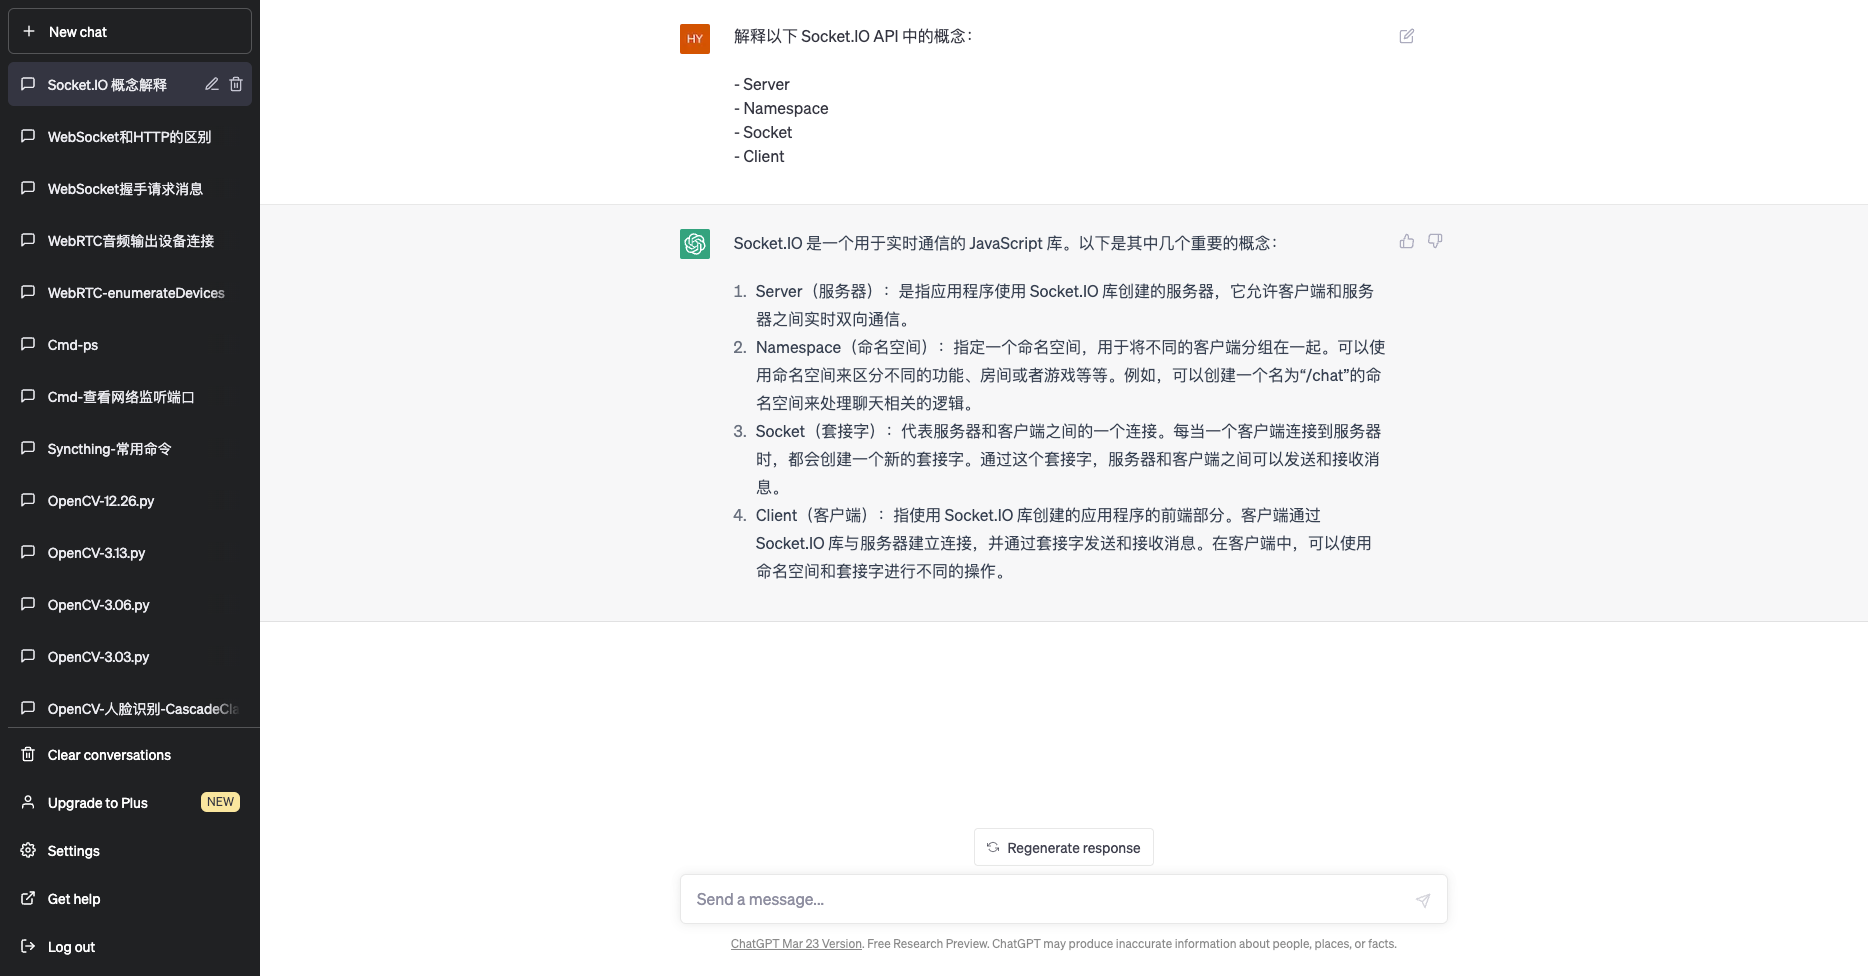 New chat
Socket.IO 概念解释
WebSocket和HTTP的区别
WebSocket握手请求消息
WebRTC音频输出设备连接
WebRTC-enumerateDevices
Cmd-ps
Cmd-查看网络监听端口
Syncthing-常用命令
OpenCV-12.26.py
OpenCV-3.13.py
OpenCV-3.06.py
OpenCV-3.03.py
OpenCV-人脸识别-CascadeCla
Clear conversations
Upgrade to Plus NEW
Settings
Get help
Log out
HY
解释以下 Socket.IO API 中的概念：
- Server
- Namespace
- Socket
- Client
Socket.IO 是一个用于实时通信的 JavaScript 库。以下是其中几个重要的概念：
1. Server（服务器）：是指应用程序使用 Socket.IO 库创建的服务器，它允许客户端和服务
器之间实时双向通信。
2. Namespace（命名空间）：指定一个命名空间，用于将不同的客户端分组在一起。可以使
用命名空间来区分不同的功能、房间或者游戏等等。例如，可以创建一个名为“/chat”的命
名空间来处理聊天相关的逻辑。
3. Socket（套接字）：代表服务器和客户端之间的一个连接。每当一个客户端连接到服务器
时，都会创建一个新的套接字。通过这个套接字，服务器和客户端之间可以发送和接收消
息。
4. Client（客户端）：指使用 Socket.IO 库创建的应用程序的前端部分。客户端通过
Socket.IO 库与服务器建立连接，并通过套接字发送和接收消息。在客户端中，可以使用
命名空间和套接字进行不同的操作。
Regenerate response
Send a message...
ChatGPT Mar 23 Version. Free Research Preview. ChatGPT may produce inaccurate information about people, places, or facts.